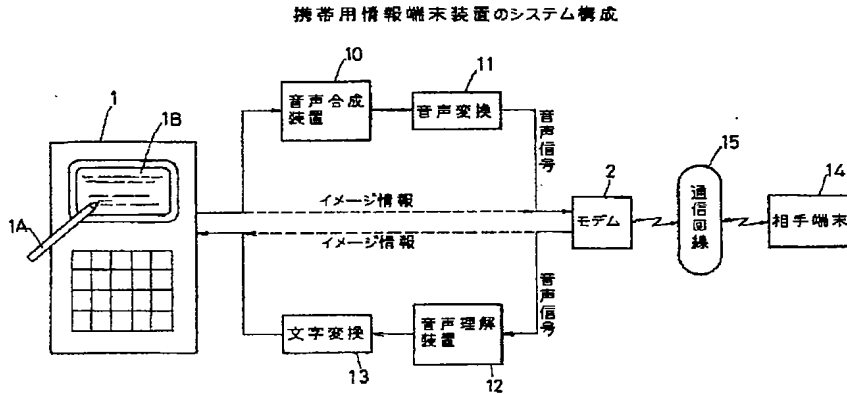 携帯用情報端末装置のシステム構成
10
11
1
1B
音声合成
装置
音声変換
音声信号
15
2
14
イメージ情報
1A
モデム
通信回線
相手端末
イメージ情報
音声信号
文字変換
音声理解
装置
13
12